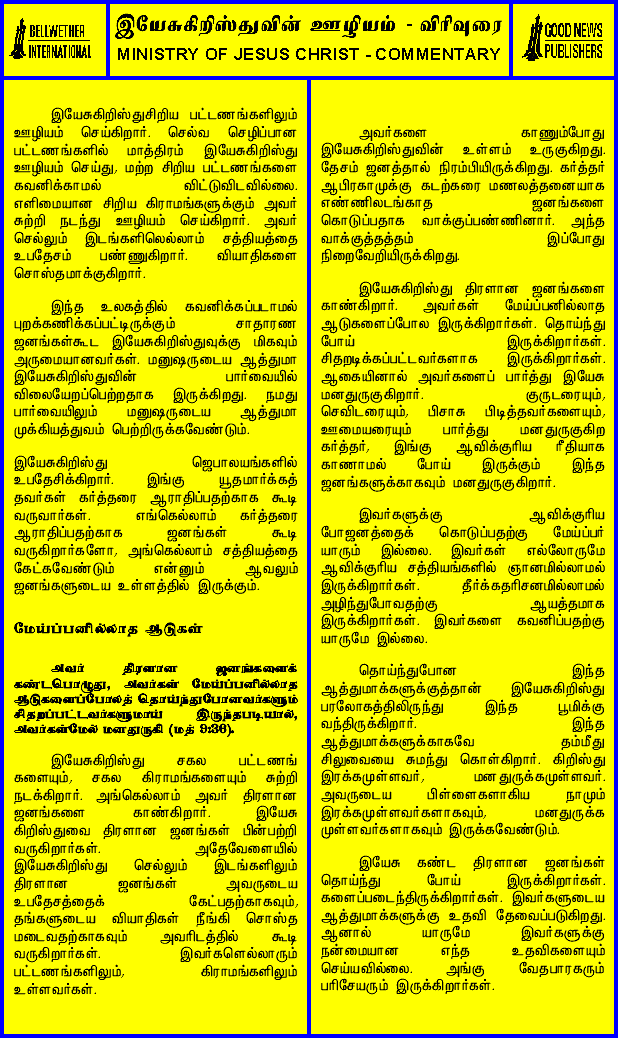 BELLWETHER
INTERNATIONAL
இயேசுகிறிஸ்துவின் ஊழியம் - விரிவுரை
MINISTRY OF JESUS CHRIST - COMMENTARY
GOOD NEWS
PUBLISHERS
இயேசுகிறிஸ்துசிறிய பட்டணங்களிலும்
ஊழியம் செய்கிறார். செல்வ செழிப்பான
பட்டணங்களில் மாத்திரம் இயேசுகிறிஸ்து
ஊழியம் செய்து, மற்ற சிறிய பட்டணங்களை
கவனிக்காமல் விட்டுவிடவில்லை.
எளிமையான சிறிய கிராமங்களுக்கும் அவர்
சுற்றி நடந்து ஊழியம் செய்கிறார். அவர்
செல்லும் இடங்களிலெல்லாம் சத்தியத்தை
உபதேசம் பண்ணுகிறார். வியாதிகளை
சொஸ்தமாக்குகிறார்.
இந்த உலகத்தில் கவனிக்கப்படாமல்
புறக்கணிக்கப்பட்டிருக்கும் சாதாரண
ஜனங்கள்கூட இயேசுகிறிஸ்துவுக்கு மிகவும்
அருமையானவர்கள். மனுஷருடைய ஆத்துமா
இயேசுகிறிஸ்துவின் பார்வையில்
விலையேறப்பெற்றதாக இருக்கிறது. நமது
பார்வையிலும் மனுஷருடைய ஆத்துமா
முக்கியத்துவம் பெற்றிருக்கவேண்டும்.
இயேசுகிறிஸ்து ஜெபாலயங்களில்
உபதேசிக்கிறார். இங்கு யூதமார்க்கத்
தவர்கள் கர்த்தரை ஆராதிப்பதற்காக கூடி
வருவார்கள். எங்கெல்லாம் கர்த்தரை
ஆராதிப்பதற்காக ஜனங்கள் கூடி
வருகிறார்களோ, அங்கெல்லாம் சத்தியத்தை
கேட்கவேண்டும் என்னும் ஆவலும்
ஜனங்களுடைய உள்ளத்தில் இருக்கும்.
மேய்ப்பனில்லாத ஆடுகள்
அவர் திரளான ஜனங்களைக்
கண்டபொழுது, அவர்கள் மேய்ப்பனில்லாத
ஆடுகளைப்போலத் தொய்ந்துபோனவர்களும்
சிதறப்பட்டவர்களுமாய் இருந்தபடியால்,
அவர்கள்மேல் மனதுருகி (மத் 9:36).
இயேசுகிறிஸ்து சகல பட்டணங்
களையும், சகல கிராமங்களையும் சுற்றி
நடக்கிறார். அங்கெல்லாம் அவர் திரளான
ஜனங்களை காண்கிறார். இயேசு
கிறிஸ்துவை திரளான ஜனங்கள் பின்பற்றி
வருகிறார்கள். அதேவேளையில்
இயேசுகிறிஸ்து செல்லும் இடங்களிலும்
திரளான ஜனங்கள் அவருடைய
உபதேசத்தைக் கேட்பதற்காகவும்,
தங்களுடைய வியாதிகள் நீங்கி சொஸ்த
மடைவதற்காகவும் அவரிடத்தில் கூடி
வருகிறார்கள். இவர்களெல்லாரும்
பட்டணங்களிலும், கிராமங்களிலும்
உள்ளவர்கள்.
அவர்களை காணும்போது
இயேசுகிறிஸ்துவின் உள்ளம் உருகுகிறது.
தேசம் ஜனத்தால் நிரம்பியிருக்கிறது. கர்த்தர்
ஆபிரகாமுக்கு கடற்கரை மணலத்தனையாக
எண்ணிலடங்காத ஜனங்களை
கொடுப்பதாக வாக்குப்பண்ணினார். அந்த
வாக்குத்தத்தம் இப்போது
நிறைவேறியிருக்கிறது.
இயேசுகிறிஸ்து திரளான ஜனங்களை
காண்கிறார். அவர்கள் மேய்ப்பனில்லாத
ஆடுகளைப்போல இருக்கிறார்கள். தொய்ந்து
போய் இருக்கிறார்கள்.
சிதறடிக்கப்பட்டவர்களாக இருக்கிறார்கள்.
ஆகையினால் அவர்களைப் பார்த்து இயேசு
மனதுருகுகிறார். குருடரையும்,
செவிடரையும், பிசாசு பிடித்தவர்களையும்,
ஊமையரையும் பார்த்து மனதுருகுகிற
கர்த்தர், இங்கு ஆவிக்குரிய ரீதியாக
காணாமல் போய் இருக்கும் இந்த
ஜனங்களுக்காகவும் மனதுருகுகிறார்.
இவர்களுக்கு ஆவிக்குரிய
போஜனத்தைக் கொடுப்பதற்கு மேய்ப்பர்
யாரும் இல்லை. இவர்கள் எல்லோருமே
ஆவிக்குரிய சத்தியங்களில் ஞானமில்லாமல்
இருக்கிறார்கள். தீர்க்கதரிசனமில்லாமல்
அழிந்துபோவதற்கு ஆயத்தமாக
இருக்கிறார்கள். இவர்களை கவனிப்பதற்கு
யாருமே இல்லை.
தொய்ந்துபோன இந்த
ஆத்துமாக்களுக்குத்தான் இயேசுகிறிஸ்து
பரலோகத்திலிருந்து இந்த பூமிக்கு
வந்திருக்கிறார். இந்த
ஆத்துமாக்களுக்காகவே தம்மீது
சிலுவையை சுமந்து கொள்கிறார். கிறிஸ்து
இரக்கமுள்ளவர், மனதுருக்கமுள்ளவர்.
அவருடைய பிள்ளைகளாகிய நாமும்
இரக்கமுள்ளவர்களாகவும், மனதுருக்க
முள்ளவர்களாகவும் இருக்கவேண்டும்.
இயேசு கண்ட திரளான ஜனங்கள்
தொய்ந்து போய் இருக்கிறார்கள்.
களைப்படைந்திருக்கிறார்கள். இவர்களுடைய
ஆத்துமாக்களுக்கு உதவி தேவைப்படுகிறது.
ஆனால் யாருமே இவர்களுக்கு
நன்மையான எந்த உதவிகளையும்
செய்யவில்லை. அங்கு வேதபாரகரும்
பரிசேயரும் இருக்கிறார்கள்.